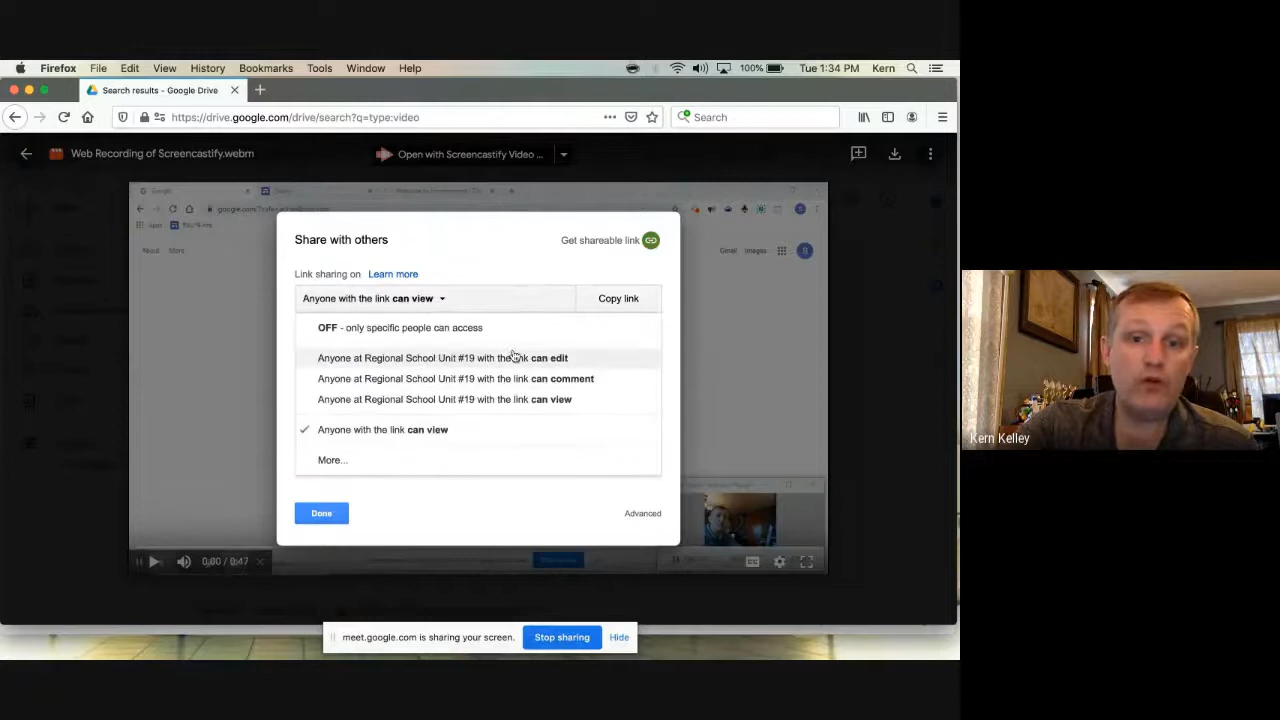 Firefox File Edit View History Bookmarks Tools Window Help 100% Tue 1:34 PM Kern
Search results - Google Drive
https://drive.google.com/drive/search?q=type:video Search
Web Recording of Screencastify.webm Open with Screencastify Video ...
Google
Apps
About More Gmail Images
Share with others Get shareable link
Link sharing on Learn more
Anyone with the link can view Copy link
OFF - only specific people can access
Anyone at Regional School Unit #19 with the link can edit
Anyone at Regional School Unit #19 with the link can comment
Anyone at Regional School Unit #19 with the link can view
Anyone with the link can view
More...
Done Advanced
0:00 / 0:47
meet.google.com is sharing your screen. Stop sharing Hide
Kern Kelley